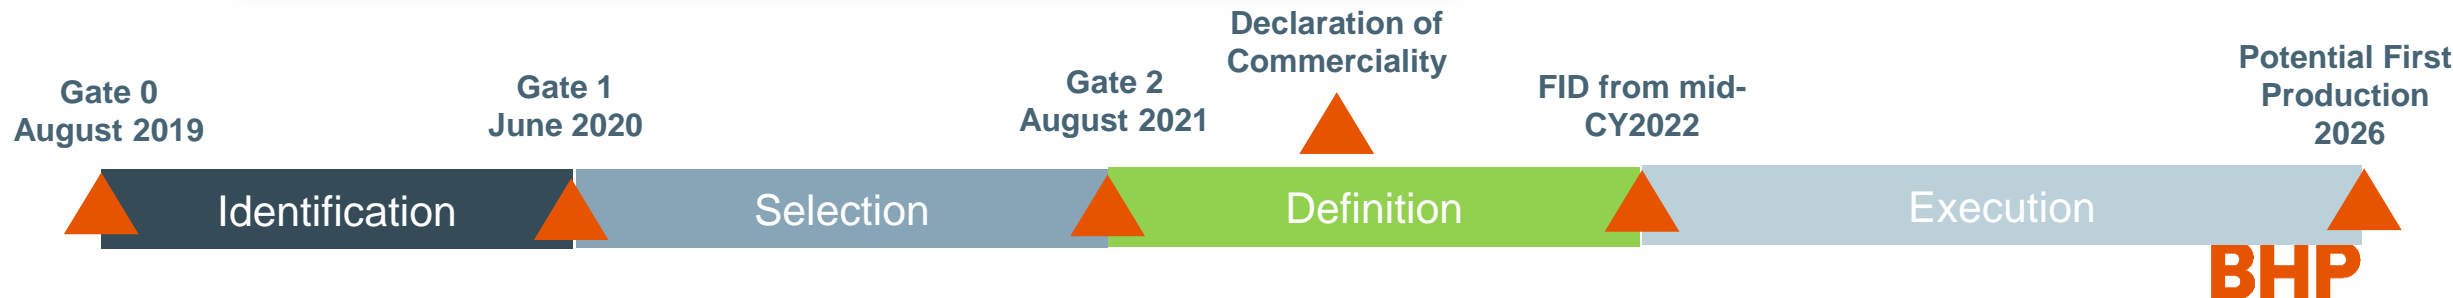 Gate 0
August 2019
Gate 1
June 2020
Gate 2
August 2021
Declaration of
Commerciality
FID from mid-
CY2022
Potential First
Production
2026
Identification
Selection
Definition
Execution
BHP